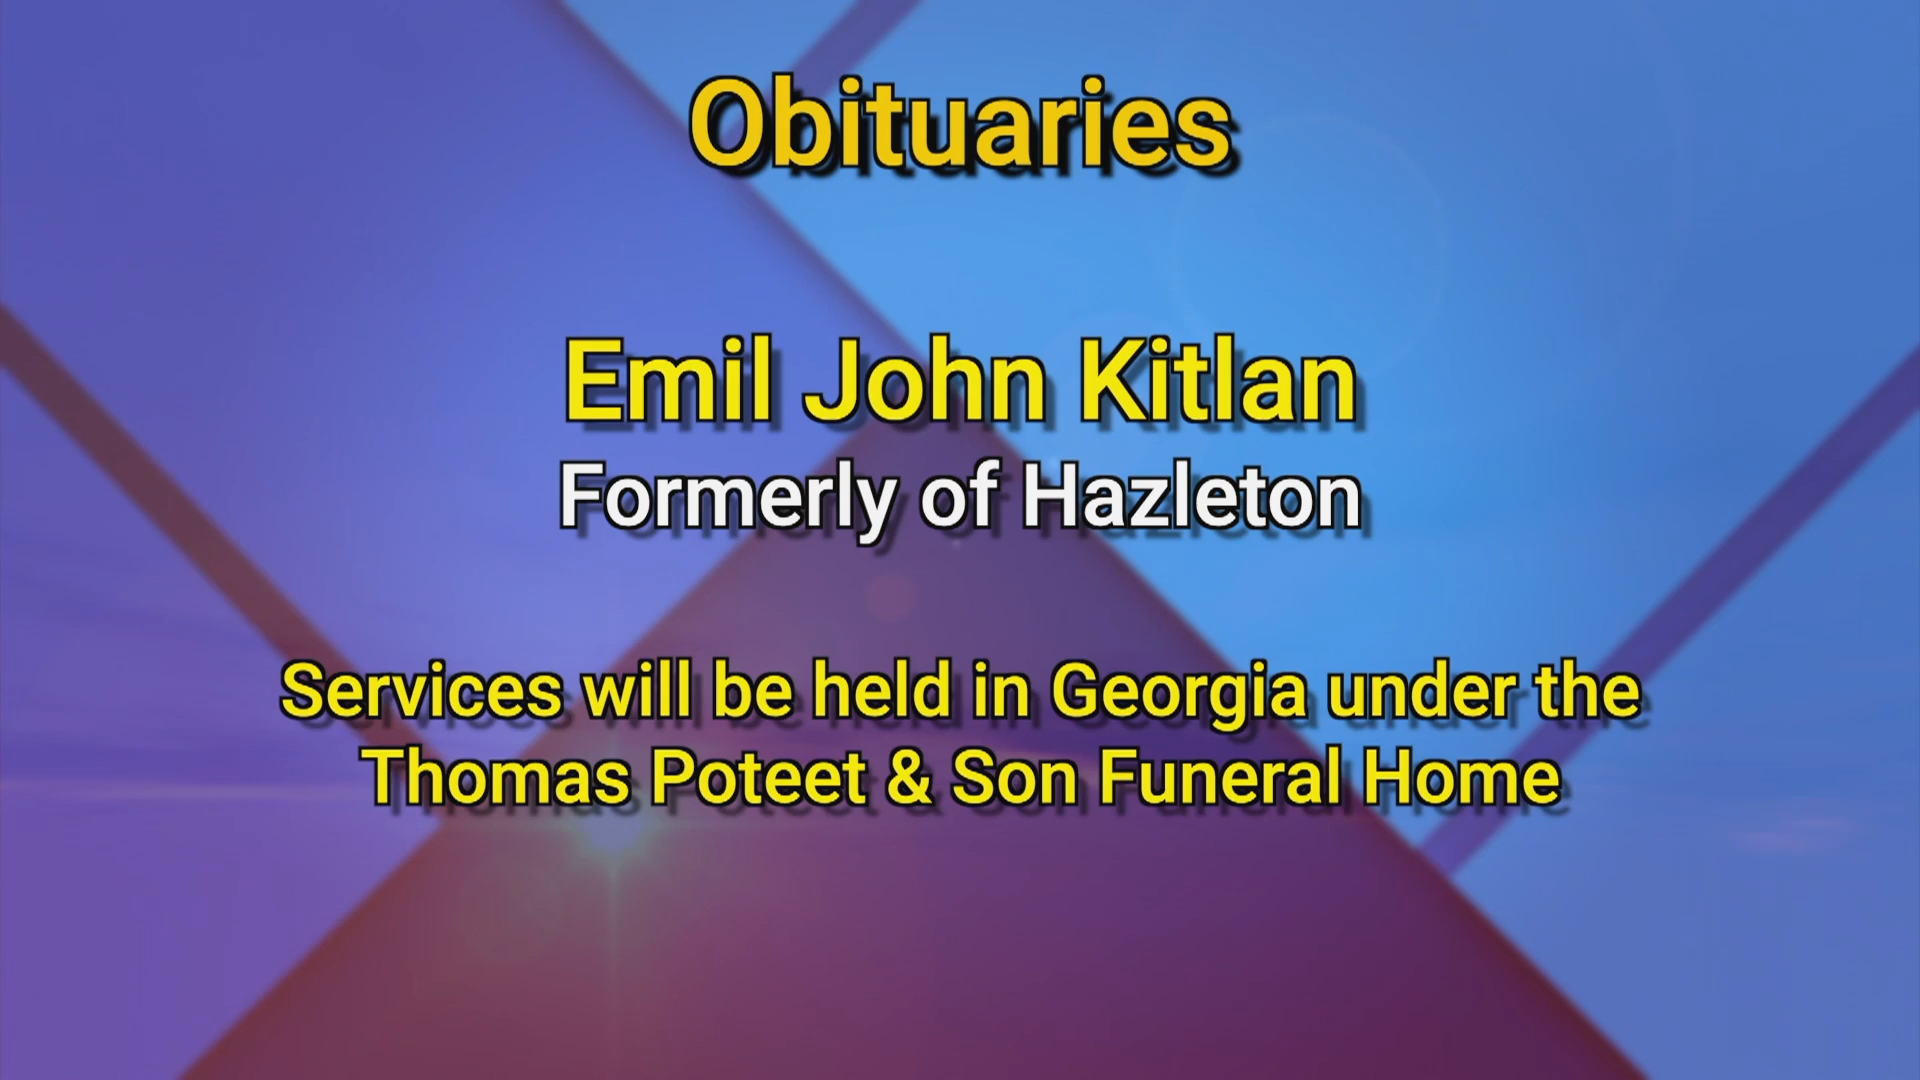 Obituaries
Emil John Kitlan
Formerly of Hazleton
Services will be held in Georgia under the
Thomas Poteet & Son Funeral Home